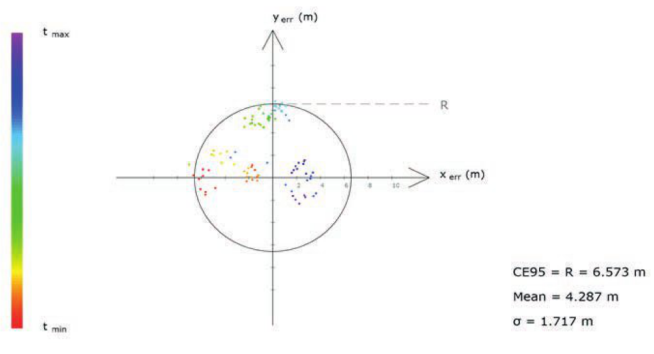 y err (m)
t max
R
x err (m)
2 4 6 8 10
CE95 = R = 6.573 m
Mean = 4.287 m
σ = 1.717 m
t min